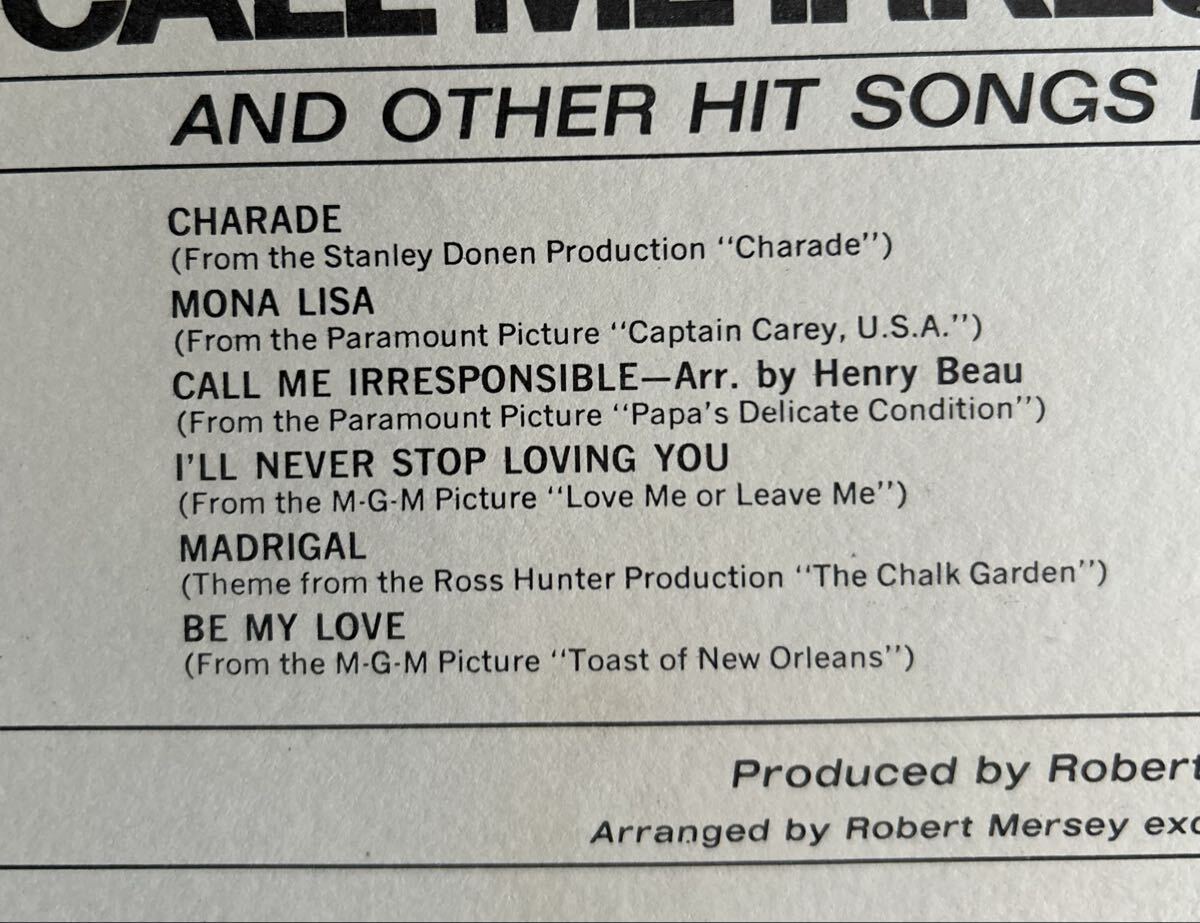 CALL ME
AND OTHER HIT SONGS
CHARADE
(From the Stanley Donen Production "Charade")
MONA LISA
(From the Paramount Picture "Captain Carey, U.S.A.")
CALL ME IRRESPONSIBLE—Arr. by Henry Beau
(From the Paramount Picture "Papa's Delicate Condition")
I'LL NEVER STOP LOVING YOU
(From the M-G-M Picture "Love Me or Leave Me")
MADRIGAL
(Theme from the Ross Hunter Production "The Chalk Garden")
BE MY LOVE
(From the M-G-M Picture "Toast of New Orleans")
Produced by Robert
Arranged by Robert Mersey